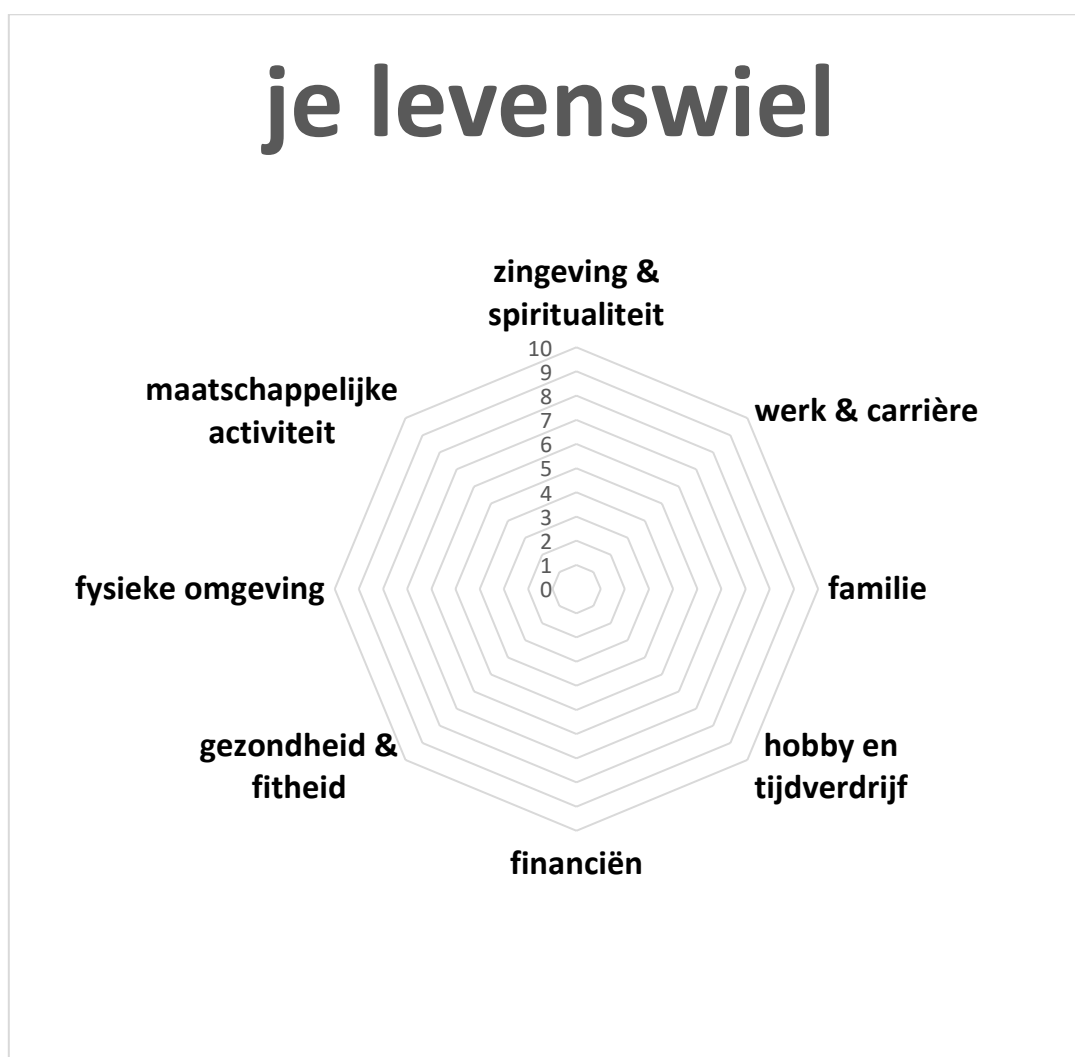 je levenswiel
zingeving &
spiritualiteit
10
9
8
7
6
5
4
3
2
1
0
werk & carrière
familie
hobby en
tijdverdrijf
financiën
gezondheid &
fitheid
fysieke omgeving
maatschappelijke
activiteit